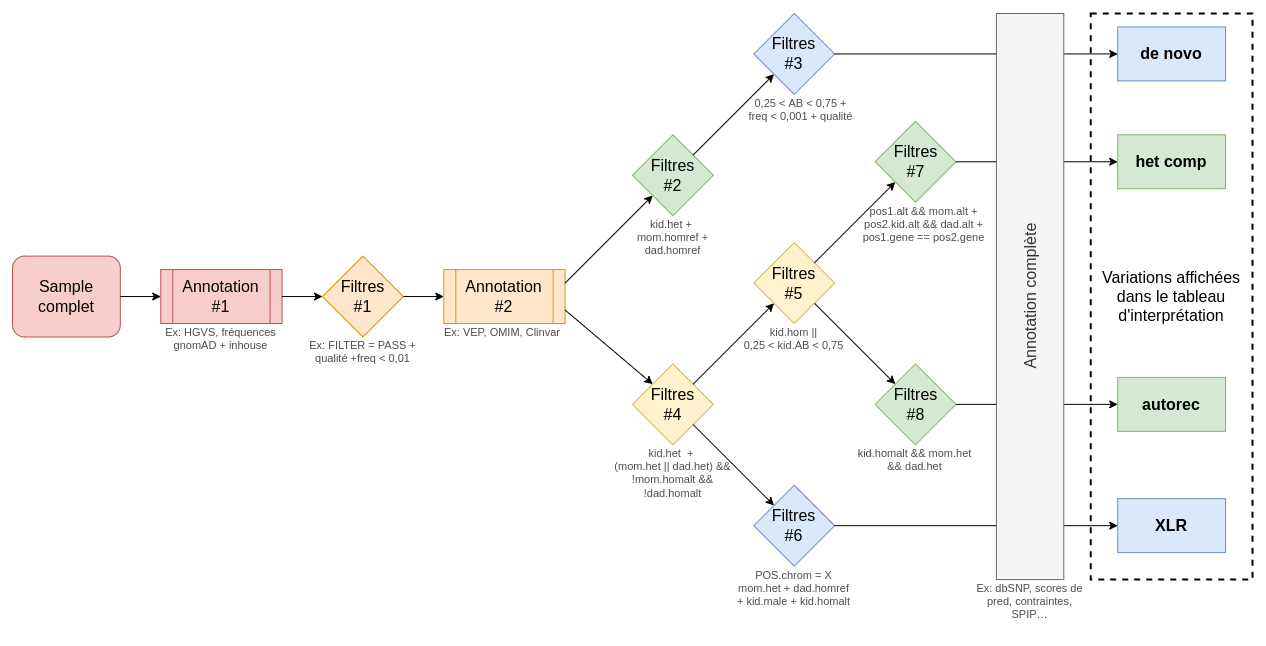 Sample
complet
Annotation
#1
Ex: HGVS, fréquences
gnomAD + inhouse
Filtres
#1
Ex: FILTER = PASS +
qualité +freq < 0,01
Annotation
#2
Ex: VEP, OMIM, Clinvar
Filtres
#2
kid.het +
mom.homref +
dad.homref
Filtres
#3
0,25 < AB < 0,75 +
freq < 0,001 + qualité
Filtres
#4
kid.het +
(mom.het || dad.het) &&
!mom.homalt &&
!dad.homalt
Filtres
#5
kid.hom ||
0,25 < kid.AB < 0,75
Filtres
#6
POS.chrom = X
mom.het + dad.homref
+ kid.male + kid.homalt
Filtres
#7
pos1.alt && mom.alt +
pos2.kid.alt && dad.alt +
pos1.gene == pos2.gene
Filtres
#8
kid.homalt && mom.het
&& dad.het
Annotation complète
Ex: dbSNP, scores de
pred, contraintes,
SPIP…
de novo
het comp
Variations affichées
dans le tableau
d'interprétation
autorec
XLR